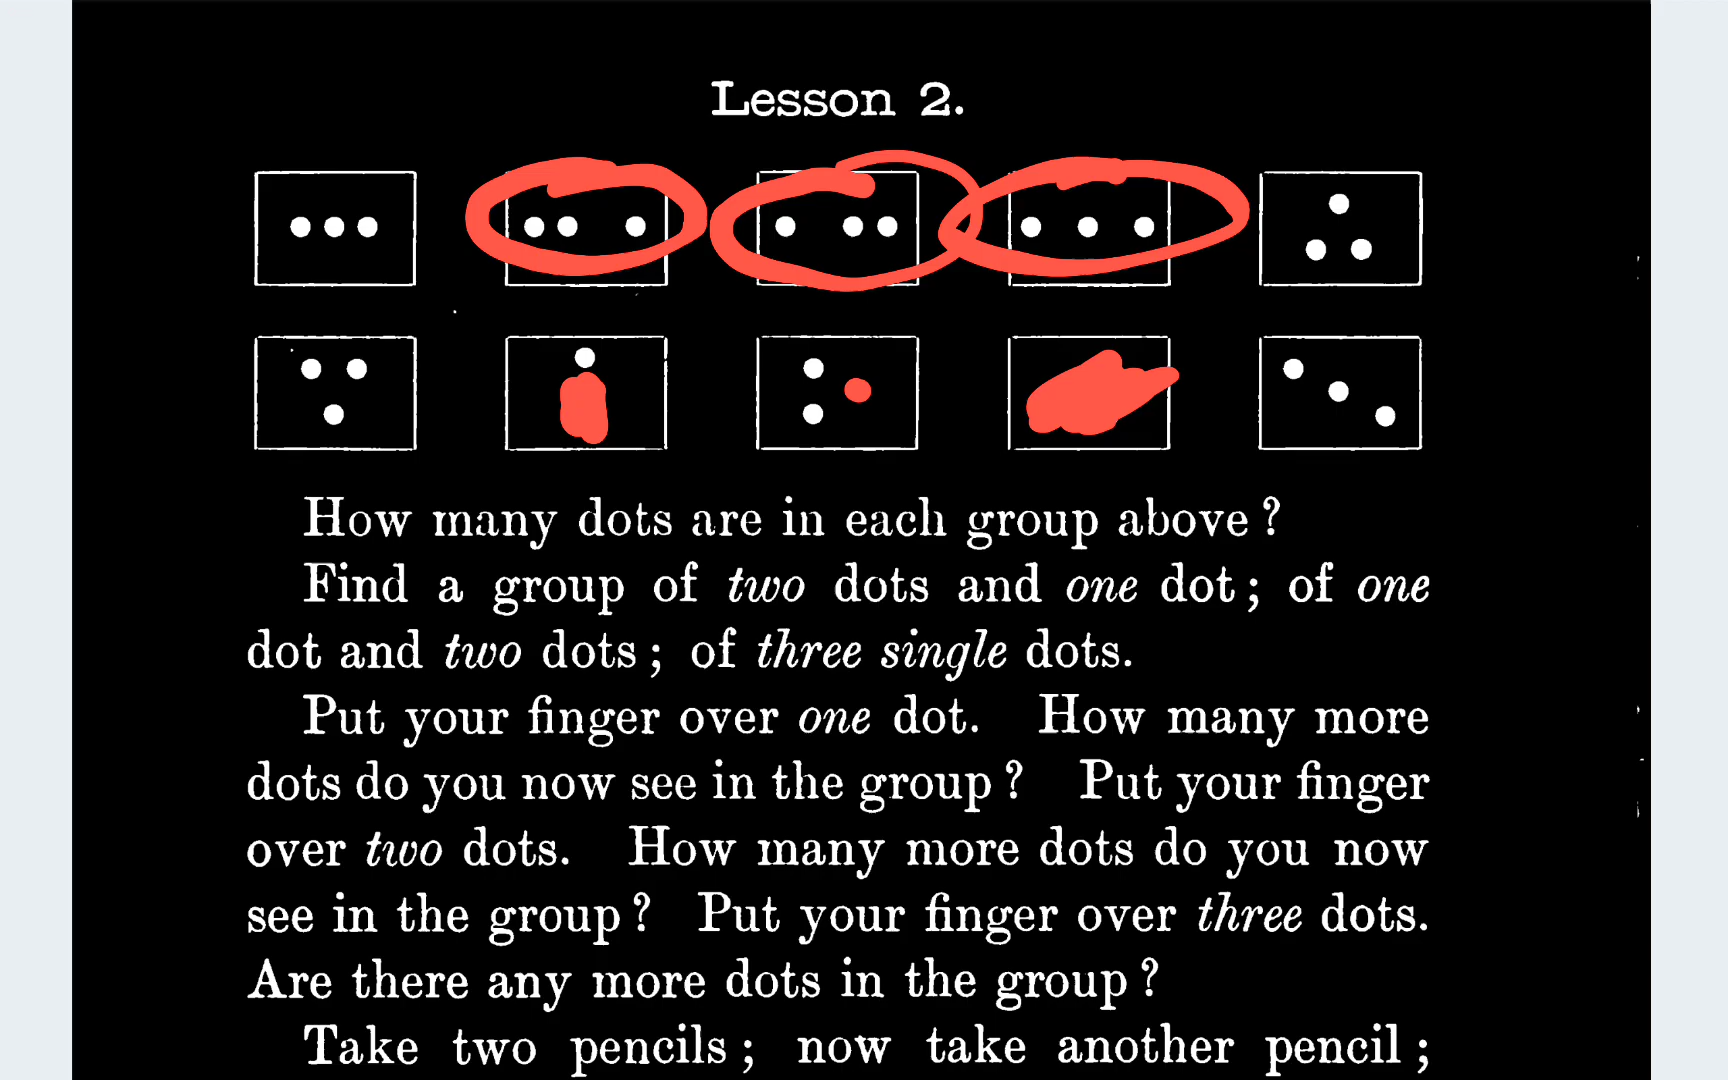 Lesson 2.
How many dots are in each group above?
Find a group of two dots and one dot; of one
dot and two dots; of three single dots.
Put your finger over one dot. How many more
dots do you now see in the group? Put your finger
over two dots. How many more dots do you now
see in the group? Put your finger over three dots.
Are there any more dots in the group?
Take two pencils; now take another pencil;